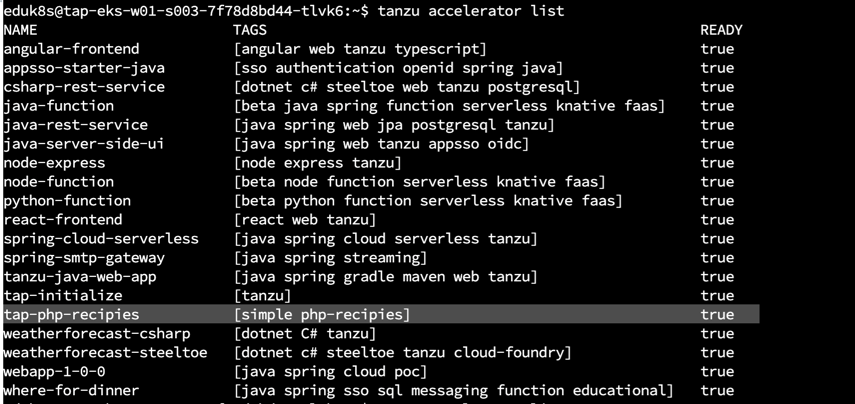 eduk8s@tap-eks-w01-s003-7f78d8bd44-tlvk6:~$ tanzu accelerator list
NAME TAGS READY
angular-frontend [angular web tanzu typescript] true
appsso-starter-java [sso authentication openid spring java] true
csharp-rest-service [dotnet c# steeltoe web tanzu postgresql] true
java-function [beta java spring function serverless knative faas] true
java-rest-service [java spring web jpa postgresql tanzu] true
java-server-side-ui [java spring web tanzu appsso oidc] true
node-express [node express tanzu] true
node-function [beta node function serverless knative faas] true
python-function [beta python function serverless knative faas] true
react-frontend [react web tanzu] true
spring-cloud-serverless [java spring cloud serverless tanzu] true
spring-smtp-gateway [java spring streaming] true
tanzu-java-web-app [java spring gradle maven web tanzu] true
tap-initialize [tanzu] true
tap-php-recipies [simple php-recipies] true
weatherforecast-csharp [dotnet C# tanzu] true
weatherforecast-steeltoe [dotnet c# steeltoe tanzu cloud-foundry] true
webapp-1-0-0 [java spring cloud poc] true
where-for-dinner [java spring sso sql messaging function educational] true